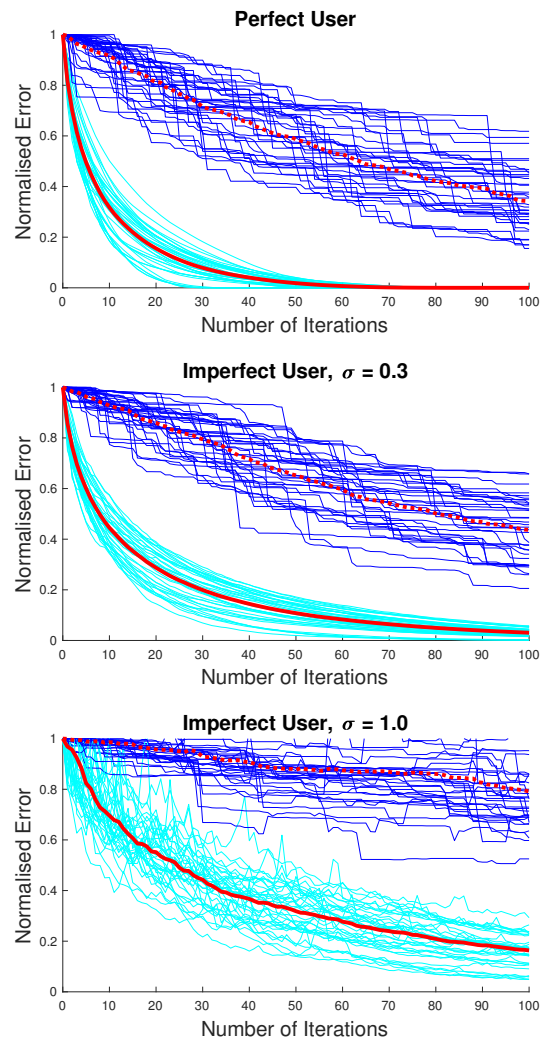 Perfect User
Normalised Error
1
0.8
0.6
0.4
0.2
0
0 10 20 30 40 50 60 70 80 90 100
Number of Iterations
Imperfect User, σ = 0.3
Normalised Error
1
0.8
0.6
0.4
0.2
0
0 10 20 30 40 50 60 70 80 90 100
Number of Iterations
Imperfect User, σ = 1.0
Normalised Error
1
0.8
0.6
0.4
0.2
0
0 10 20 30 40 50 60 70 80 90 100
Number of Iterations